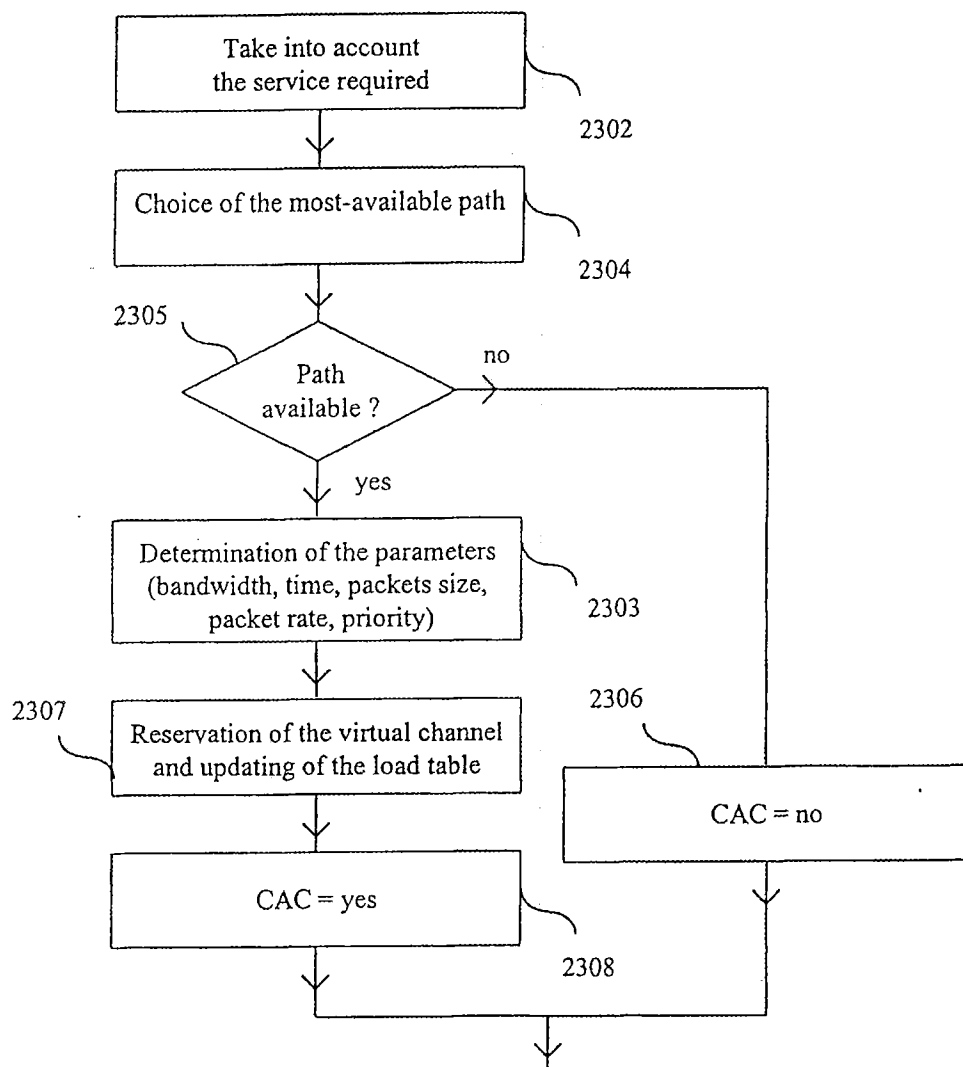 Take into account
the service required
2302
Choice of the most-available path
2304
2305
Path
available ?
no
yes
Determination of the parameters
(bandwidth, time, packets size,
packet rate, priority)
2303
2307
Reservation of the virtual channel
and updating of the load table
2306
CAC = no
CAC = yes
2308